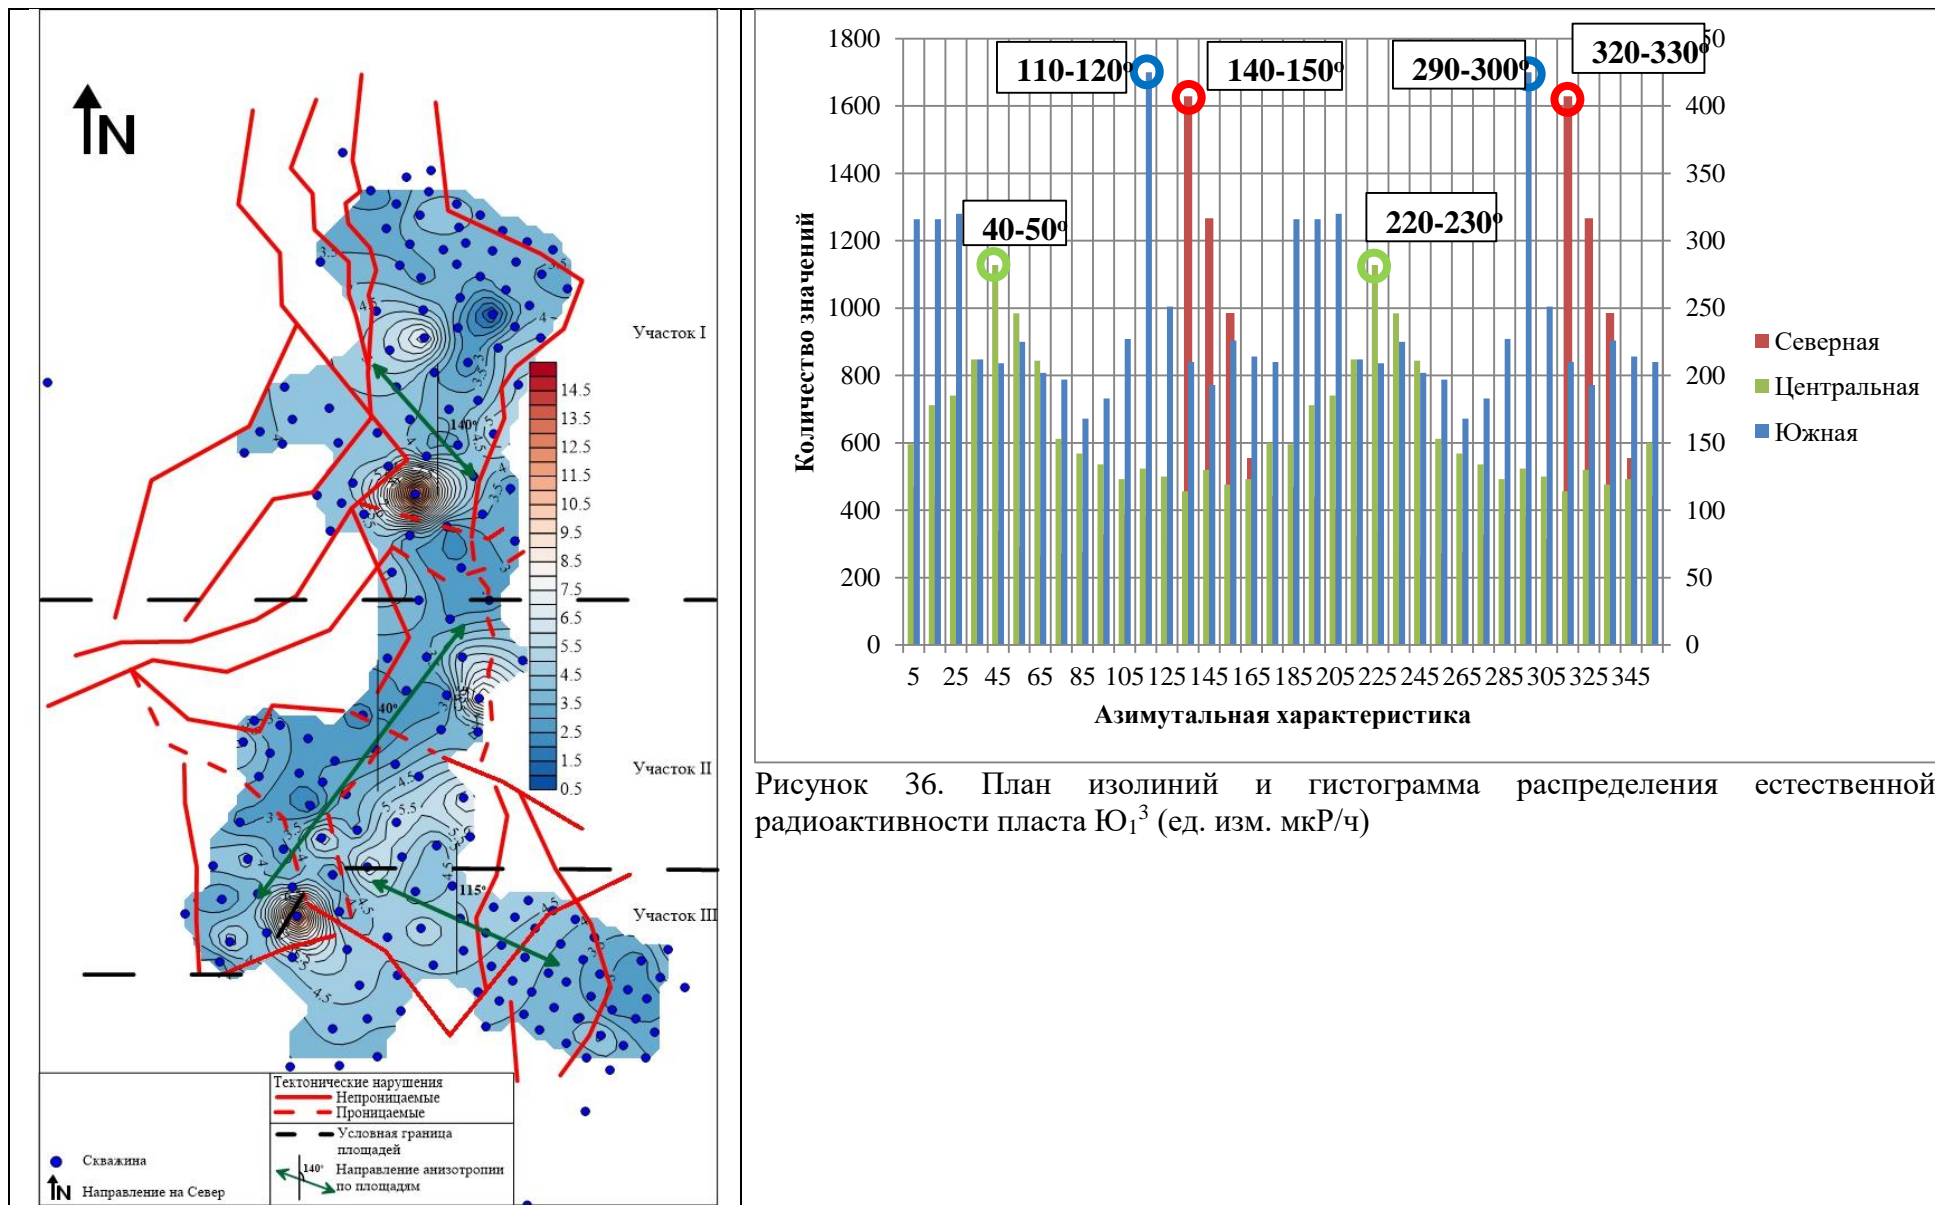 N
Участок I
14.5
13.5
12.5
11.5
10.5
9.5
8.5
7.5
6.5
5.5
4.5
3.5
2.5
1.5
0.5
140°
40°
Участок II
115°
Участок III
Тектонические нарушения
Непроницаемые
Проницаемые
Условная граница
площадей
Скважина
140°
Направление анизотропии
по площадям
N
Направление на Север
110-120°
140-150°
290-300°
320-330°
40-50°
220-230°
Количество значений
1800
1600
1400
1200
1000
800
600
400
200
0
50
400
350
300
250
200
150
100
50
0
5 25 45 65 85 105 125 145 165 185 205 225 245 265 285 305 325 345
Азимутальная характеристика
Северная
Центральная
Южная
Рисунок 36. План изолиний и гистограмма распределения естественной
радиоактивности пласта Ю₁³ (ед. изм. мкР/ч)